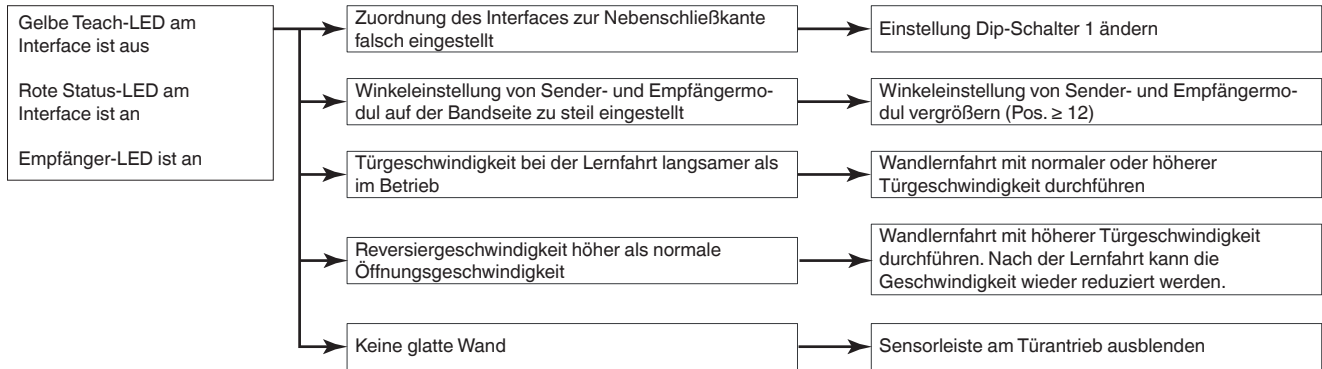 Gelbe Teach-LED am
Interface ist aus
Rote Status-LED am
Interface ist an
Empfänger-LED ist an
Zuordnung des Interfaces zur Nebenschließkante
falsch eingestellt
Einstellung Dip-Schalter 1 ändern
Winkeleinstellung von Sender- und Empfängermo-
dul auf der Bandseite zu steil eingestellt
Winkeleinstellung von Sender- und Empfängermo-
dul vergrößern (Pos. ≥ 12)
Türgeschwindigkeit bei der Lernfahrt langsamer als
im Betrieb
Wandlernfahrt mit normaler oder höherer
Türgeschwindigkeit durchführen
Reversiergeschwindigkeit höher als normale
Öffnungsgeschwindigkeit
Wandlernfahrt mit höherer Türgeschwindigkeit
durchführen. Nach der Lernfahrt kann die
Geschwindigkeit wieder reduziert werden.
Keine glatte Wand
Sensorleiste am Türantrieb ausblenden